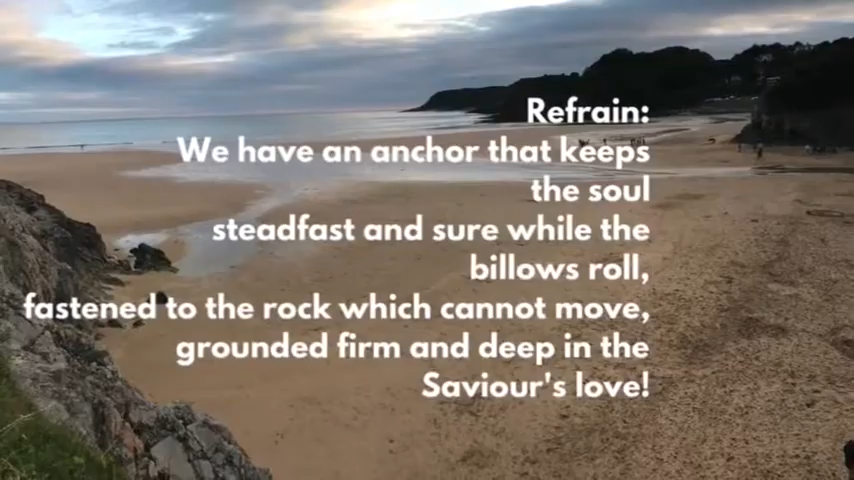 Refrain:
We have an anchor that keeps
the soul
steadfast and sure while the
billows roll,
fastened to the rock which cannot move,
grounded firm and deep in the
Saviour's love!